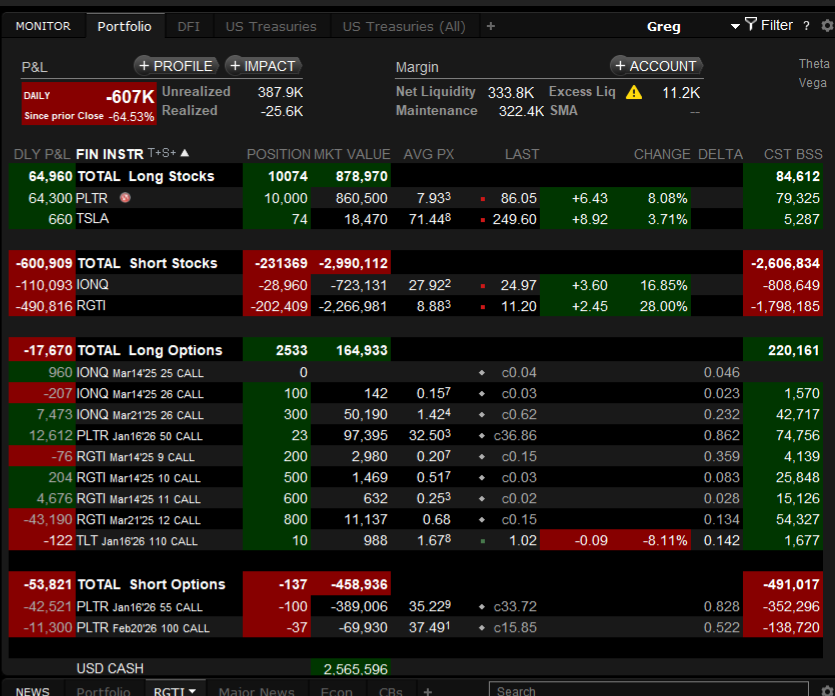 MONITOR Portfolio DFI US Treasuries US Treasuries (All) + Greg Filter ?
P&L + PROFILE + IMPACT Margin + ACCOUNT Theta
DAILY -607K Unrealized 387.9K Net Liquidity 333.8K Excess Liq 11.2K Vega
Since prior Close -64.53% Realized -25.6K Maintenance 322.4K SMA --
DLY P&L FIN INSTR T+S+ ▲ POSITION MKT VALUE AVG PX LAST CHANGE DELTA CST BSS
64,960 TOTAL Long Stocks 10074 878,970 84,612
64,300 PLTR 10,000 860,500 7.933 86.05 +6.43 8.08% 79,325
660 TSLA 74 18,470 71.448 249.60 +8.92 3.71% 5,287
-600,909 TOTAL Short Stocks -231369 -2,990,112 -2,606,834
-110,093 IONQ -28,960 -723,131 27.922 24.97 +3.60 16.85% -808,649
-490,816 RGTI -202,409 -2,266,981 8.883 11.20 +2.45 28.00% -1,798,185
-17,670 TOTAL Long Options 2533 164,933 220,161
960 IONQ Mar14'25 25 CALL 0 c0.04 0.046
-207 IONQ Mar14'25 26 CALL 100 142 0.157 c0.03 0.023 1,570
7,473 IONQ Mar21'25 26 CALL 300 50,190 1.424 c0.62 0.232 42,717
12,612 PLTR Jan16'26 50 CALL 23 97,395 32.503 c36.86 0.862 74,756
-76 RGTI Mar14'25 9 CALL 200 2,980 0.207 c0.15 0.359 4,139
204 RGTI Mar14'25 10 CALL 500 1,469 0.517 c0.03 0.083 25,848
4,676 RGTI Mar14'25 11 CALL 600 632 0.253 c0.02 0.028 15,126
-43,190 RGTI Mar21'25 12 CALL 800 11,137 0.68 c0.15 0.134 54,327
-122 TLT Jan16'26 110 CALL 10 988 1.678 1.02 -0.09 -8.11% 0.142 1,677
-53,821 TOTAL Short Options -137 -458,936 -491,017
-42,521 PLTR Jan16'26 55 CALL -100 -389,006 35.229 c33.72 0.828 -352,296
-11,300 PLTR Feb20'26 100 CALL -37 -69,930 37.491 c15.85 0.522 -138,720
USD CASH 2,565,596
NEWS Portfolio RGTI ▼ Major News Econ CBs + Search